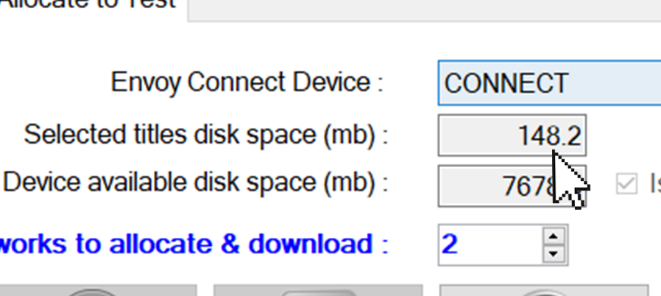 Allocate to Test
Envoy Connect Device : CONNECT
Selected titles disk space (mb) : 148.2
Device available disk space (mb) :
to allocate & download : 2